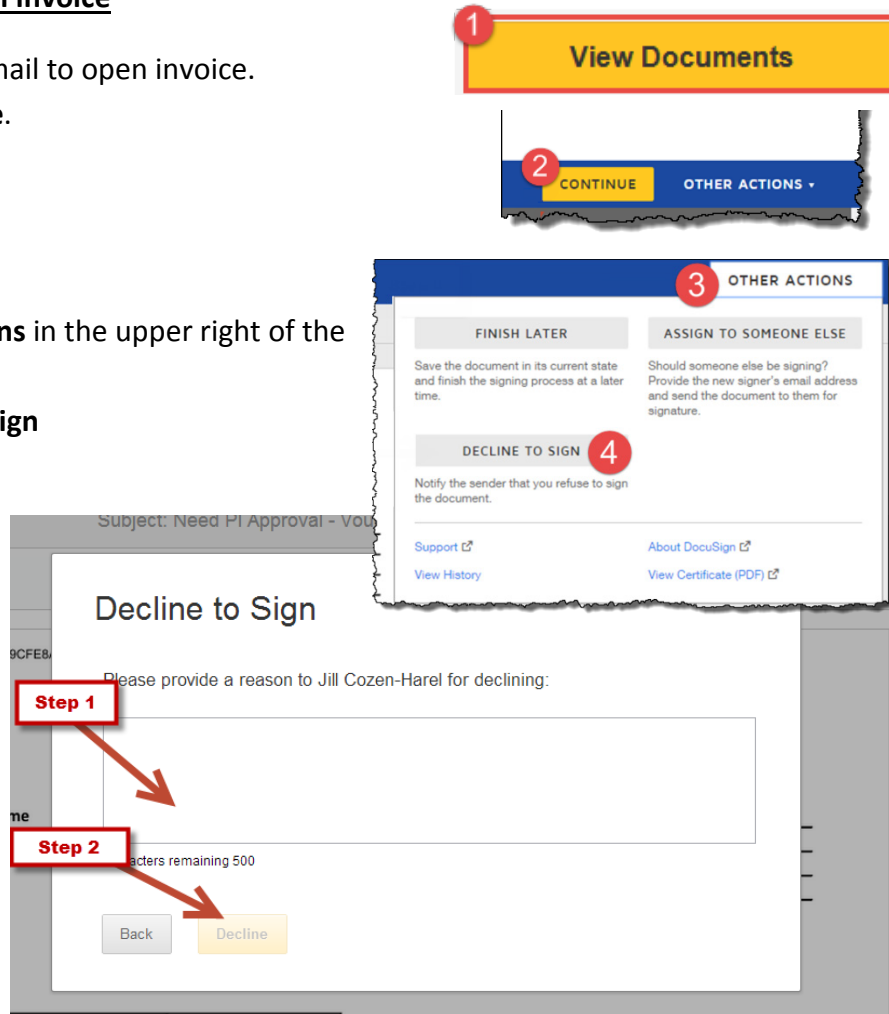 invoice
1
View Documents
mail to open invoice.
e.
2
CONTINUE OTHER ACTIONS
3
OTHER ACTIONS
ns in the upper right of the
ign
FINISH LATER
Save the document in its current state
and finish the signing process at a later
time.
ASSIGN TO SOMEONE ELSE
Should someone else be signing?
Provide the new signer's email address
and send the document to them for
signature.
DECLINE TO SIGN 4
Notify the sender that you refuse to sign
the document.
Support
View History
About DocuSign
View Certificate (PDF)
Subject: Need PI Approval - Vou
Decline to Sign
9CFE8
Please provide a reason to Jill Cozen-Harel for declining:
Step 1
me
Step 2
acters remaining 500
Back Decline